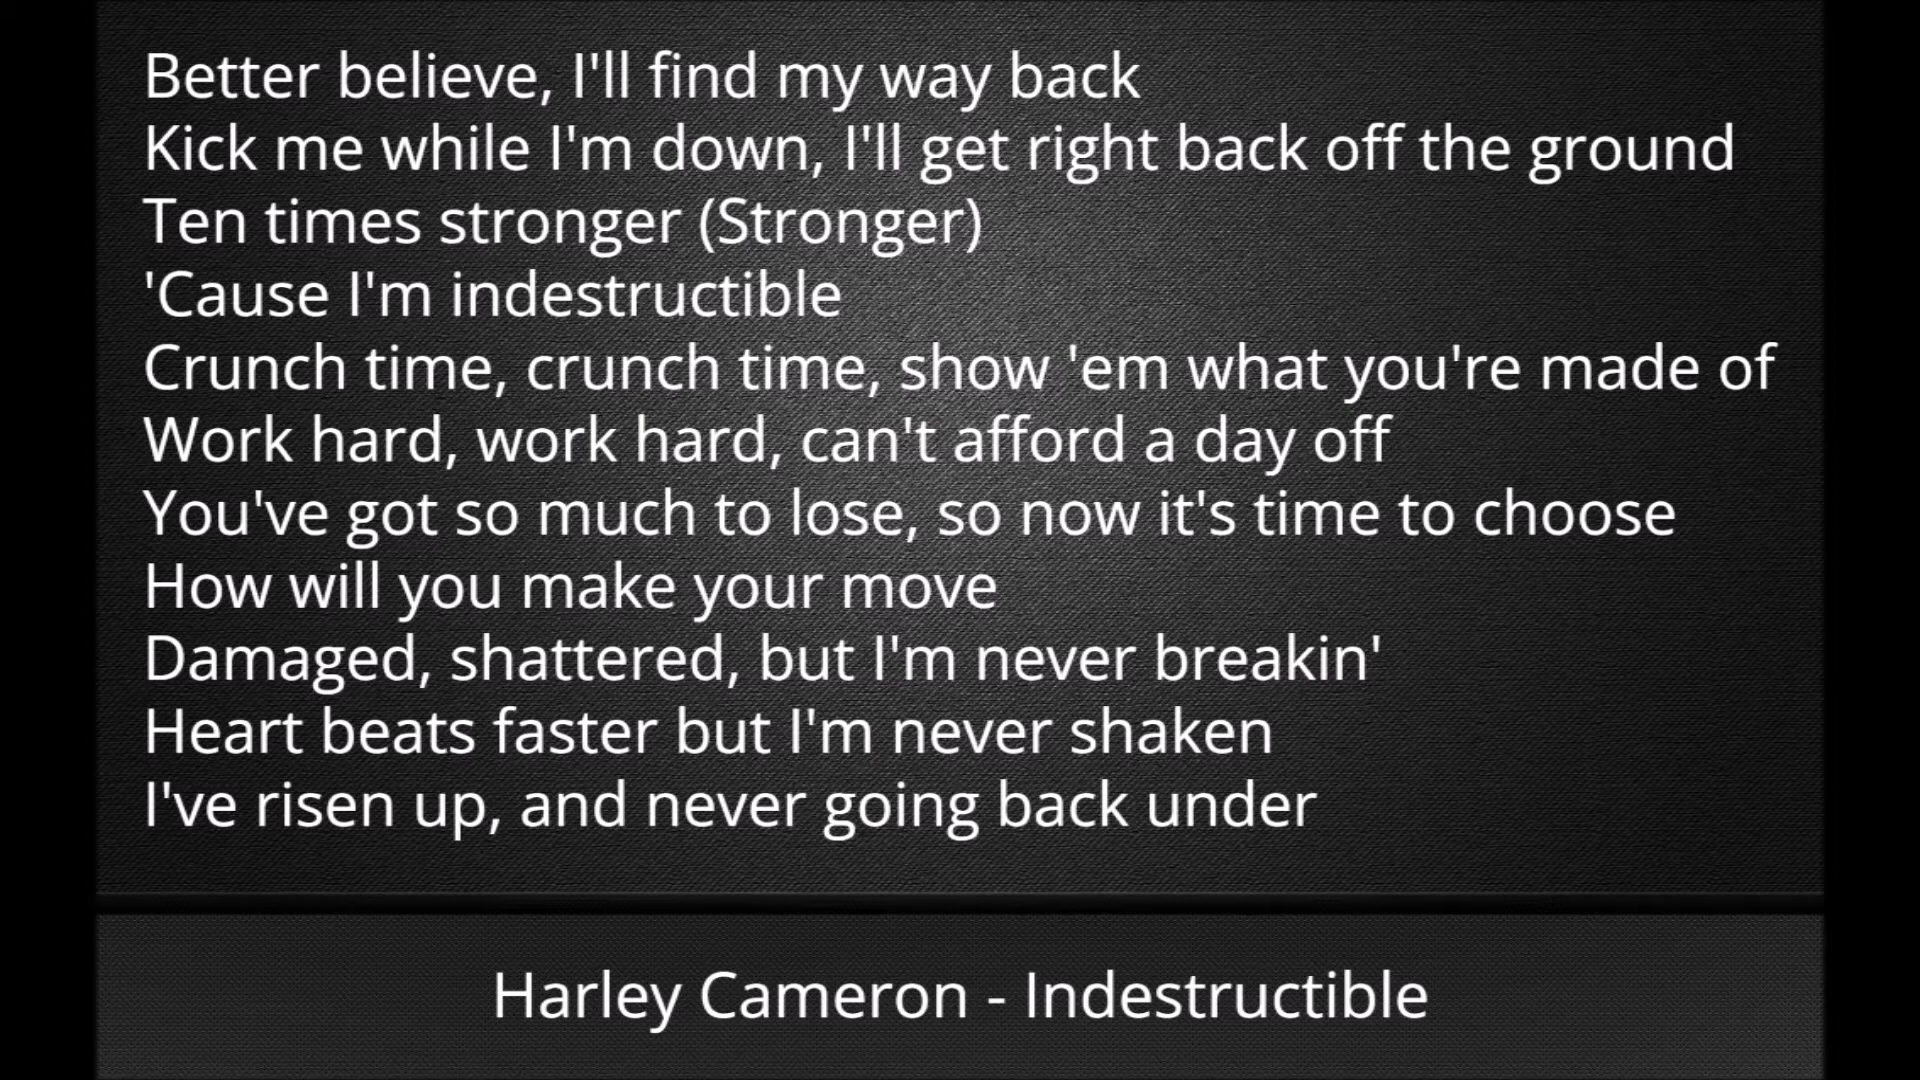 Better believe, I'll find my way back
Kick me while I'm down, I'll get right back off the ground
Ten times stronger (Stronger)
'Cause I'm indestructible
Crunch time, crunch time, show 'em what you're made of
Work hard, work hard, can't afford a day off
You've got so much to lose, so now it's time to choose
How will you make your move
Damaged, shattered, but I'm never breakin'
Heart beats faster but I'm never shaken
I've risen up, and never going back under
Harley Cameron - Indestructible